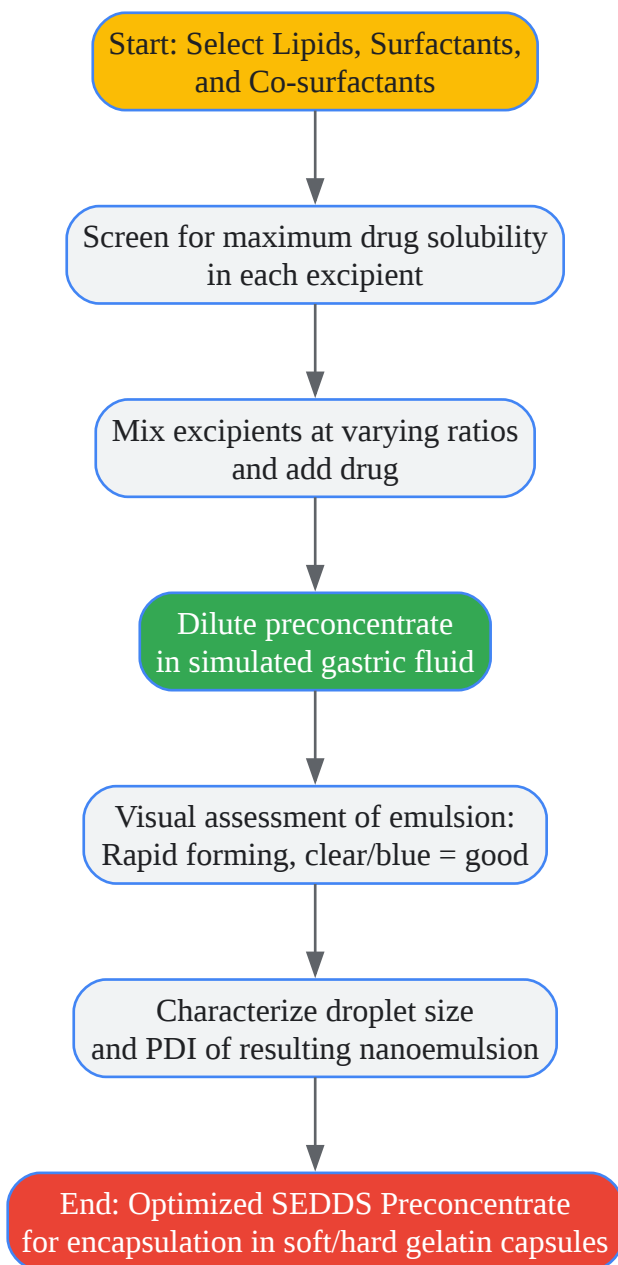 Start: Select Lipids, Surfactants,
and Co-surfactants
Screen for maximum drug solubility
in each excipient
Mix excipients at varying ratios
and add drug
Dilute preconcentrate
in simulated gastric fluid
Visual assessment of emulsion:
Rapid forming, clear/blue = good
Characterize droplet size
and PDI of resulting nanoemulsion
End: Optimized SEDDS Preconcentrate
for encapsulation in soft/hard gelatin capsules